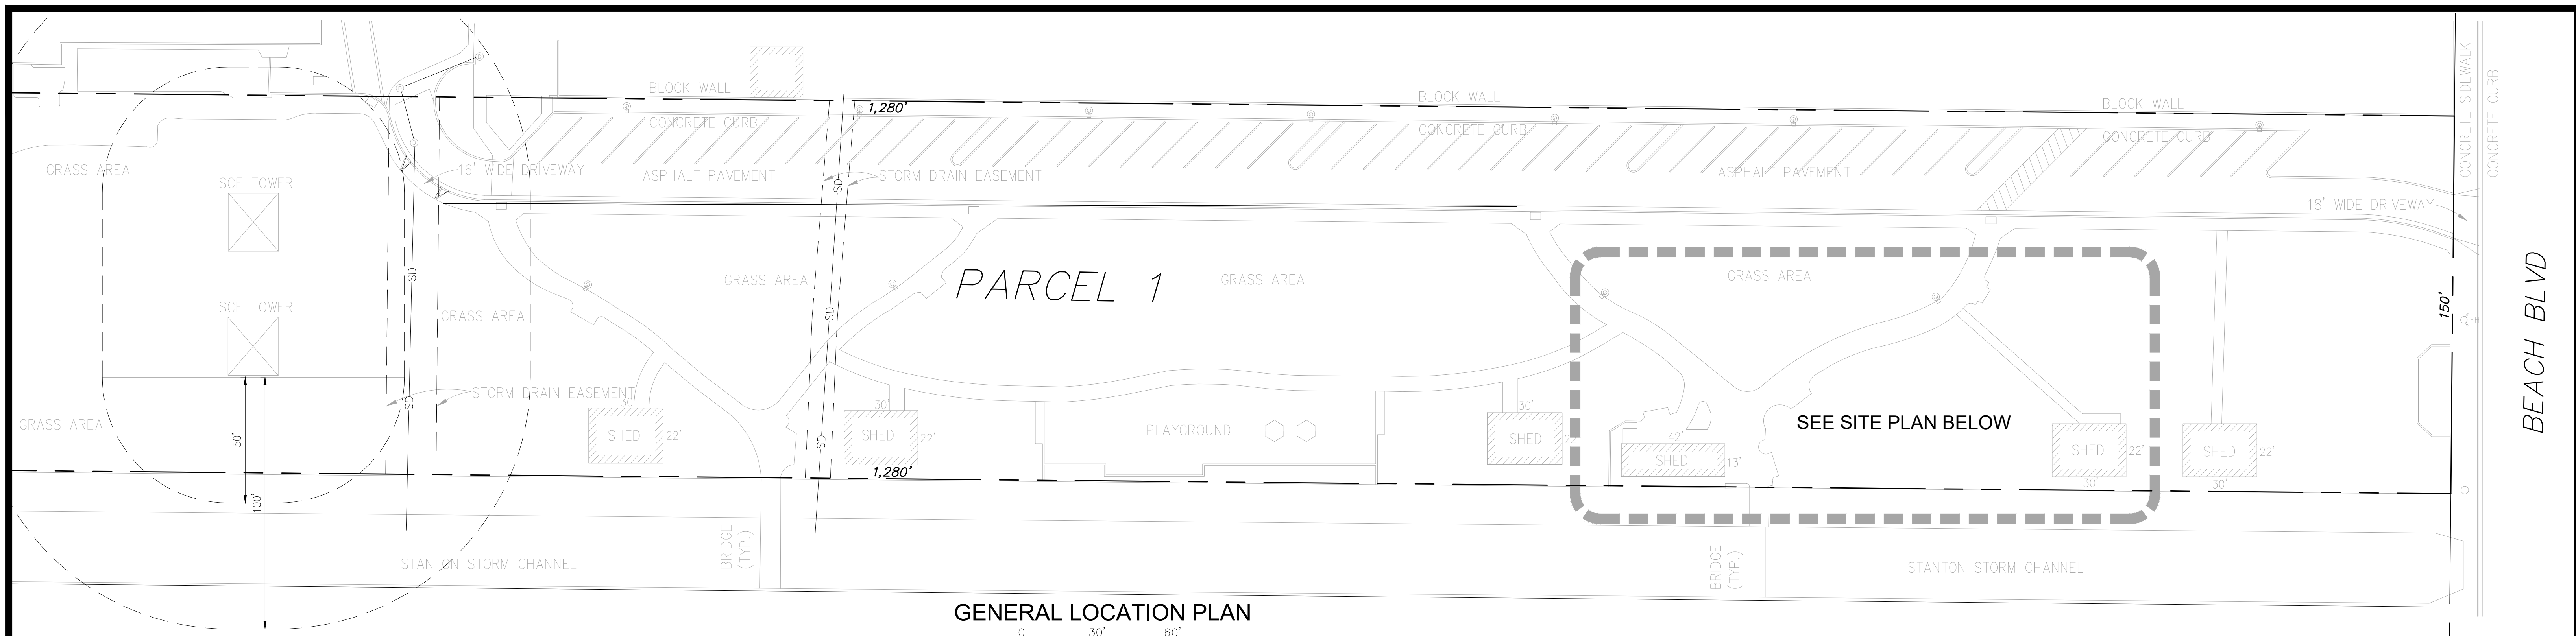 BLOCK WALL
BLOCK WALL
BLOCK WALL
CONCRETE SIDEWALK
CONCRETE CURB
1,280'
CONCRETE CURB
CONCRETE CURB
CONCRETE CURB
GRASS AREA
16' WIDE DRIVEWAY
ASPHALT PAVEMENT
STORM DRAIN EASEMENT
ASPHALT PAVEMENT
SCE TOWER
SD
18' WIDE DRIVEWAY
SD
PARCEL 1
GRASS AREA
GRASS AREA
GRASS AREA
SCE TOWER
GRASS AREA
SD
150'
FH
BEACH BLVD
STORM DRAIN EASEMENT
SD
GRASS AREA
50'
100'
30'
SHED
22'
30'
SHED
22'
SD
PLAYGROUND
30'
SHED
22'
42'
SHED
13'
SEE SITE PLAN BELOW
SHED
22'
30'
SHED
22'
30'
1,280'
STANTON STORM CHANNEL
BRIDGE
(TYP.)
BRIDGE
(TYP.)
STANTON STORM CHANNEL
GENERAL LOCATION PLAN
0 30' 60'